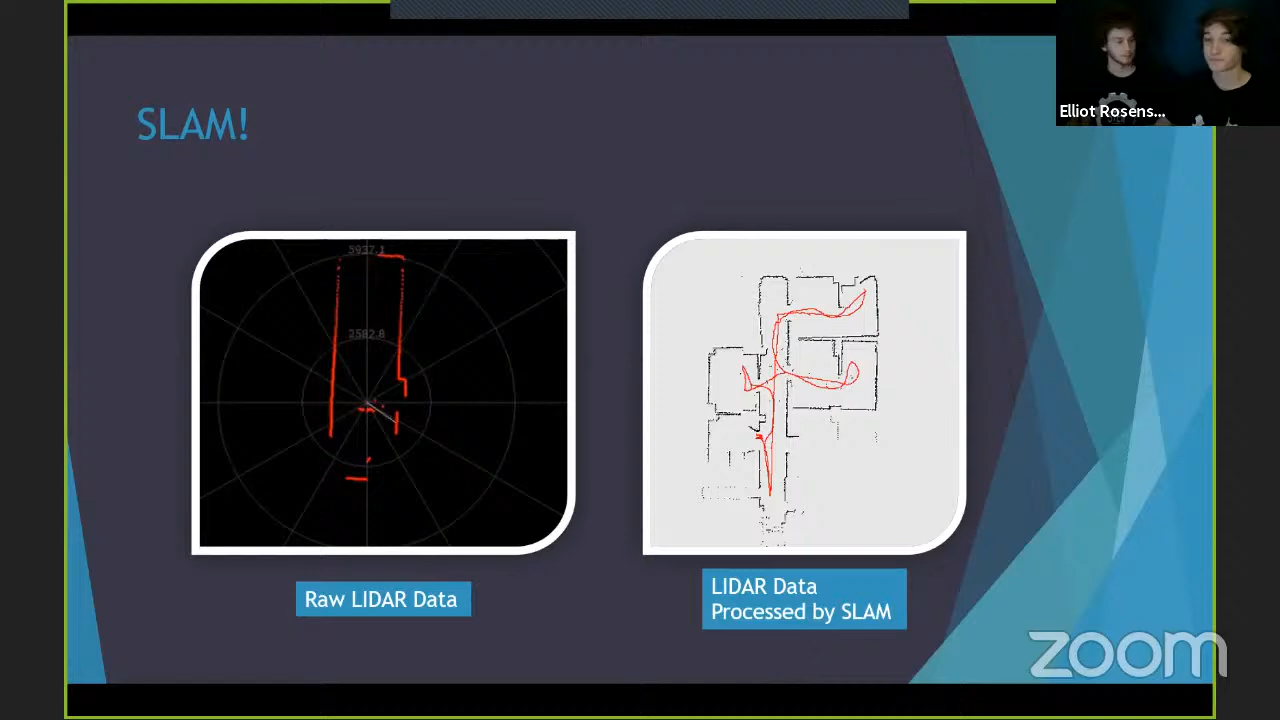 SLAM!
Elliot Rosens...
5937.1
3582.8
Raw LIDAR Data
LIDAR Data
Processed by SLAM
zoom